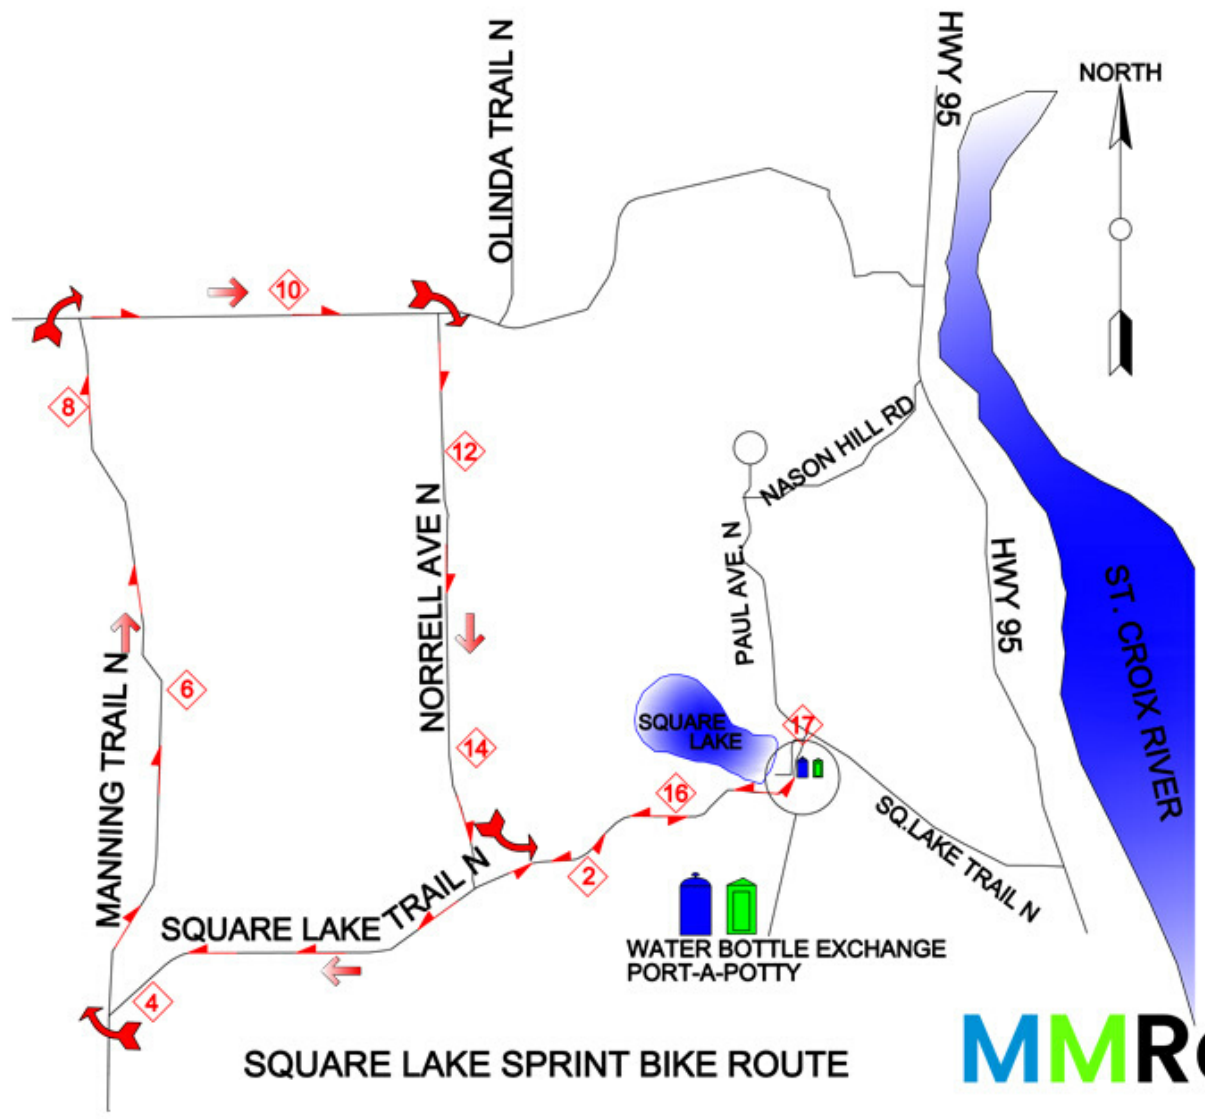 HWY 95
NORTH
OLINDA TRAIL N
10
8
12
NASON HILL RD
NORRELL AVE N
PAUL AVE. N
HWY 95
ST. CROIX RIVER
MANNING TRAIL N
6
SQUARE
LAKE
17
14
16
SQ.LAKE TRAIL N
2
SQUARE LAKE TRAIL N
WATER BOTTLE EXCHANGE
PORT-A-POTTY
4
SQUARE LAKE SPRINT BIKE ROUTE